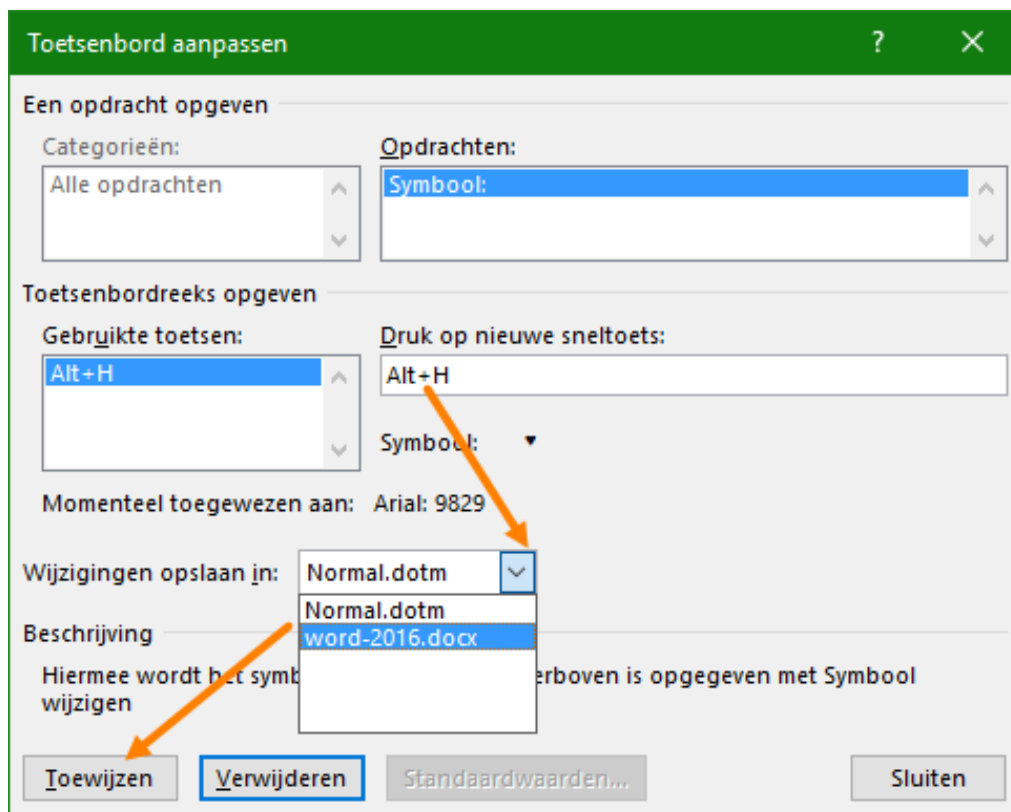 Toetsenbord aanpassen ? ×
Een opdracht opgeven
Categorieën: Opdrachten:
Alle opdrachten Symbool:
Toetsenbordreeks opgeven
Gebruikte toetsen: Druk op nieuwe sneltoets:
Alt+H Alt+H
Symbool: ▾
Momenteel toegewezen aan: Arial: 9829
Wijzigingen opslaan in: Normal.dotm
Normal.dotm
Beschrijving word-2016.docx
Hiermee wordt het symb erboven is opgegeven met Symbool
wijzigen
Toewijzen Verwijderen Standaardwaarden... Sluiten